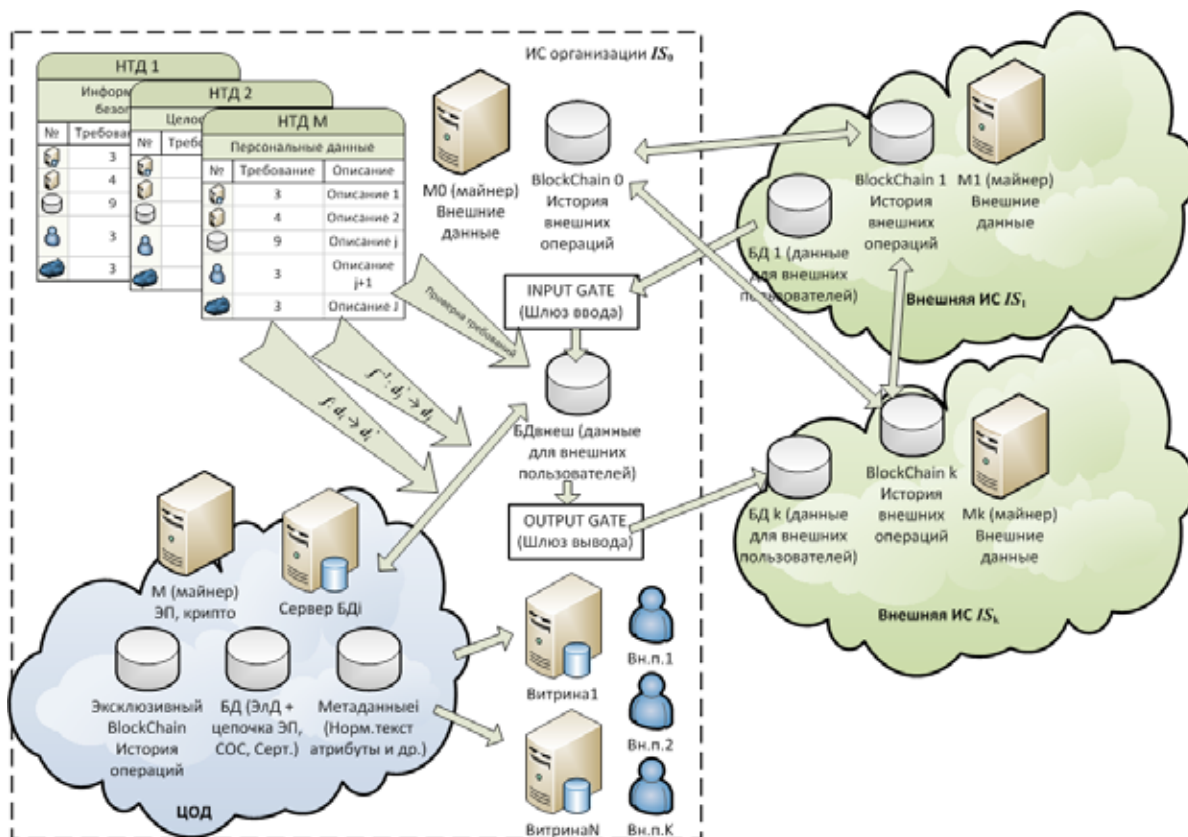 ИС организации IS₀
НТД 1
Информ
безоп
№ Требова
3
4
9
3
3
НТД 2
Цело
№ Треб
НТД M
Персональные данные
№ Требование Описание
3 Описание 1
4 Описание 2
9 Описание j
3 Описание
j+1
3 Описание J
M0 (майнер)
Внешние
данные
BlockChain 0
История
внешних
операций
BlockChain 1
История
внешних
операций
M1 (майнер)
Внешние
данные
БД 1 (данные
для внешних
пользователей)
Внешняя ИС IS₁
INPUT GATE
(Шлюз ввода)
Проверка требований
БДвнеш (данные
для внешних
пользователей)
OUTPUT GATE
(Шлюз вывода)
БД k (данные
для внешних
пользователей)
BlockChain k
История
внешних
операций
Mk (майнер)
Внешние
данные
Внешняя ИС ISk
М (майнер)
ЭП, крипто
Сервер БДi
Эксклюзивный
BlockChain
История
операций
БД (ЭлД +
цепочка ЭП,
СОС, Серт.)
Метаданныеi
(Норм.текст
атрибуты и др.)
ЦОД
Витрина1
ВитринаN
Вн.п.1
Вн.п.2
Вн.п.K